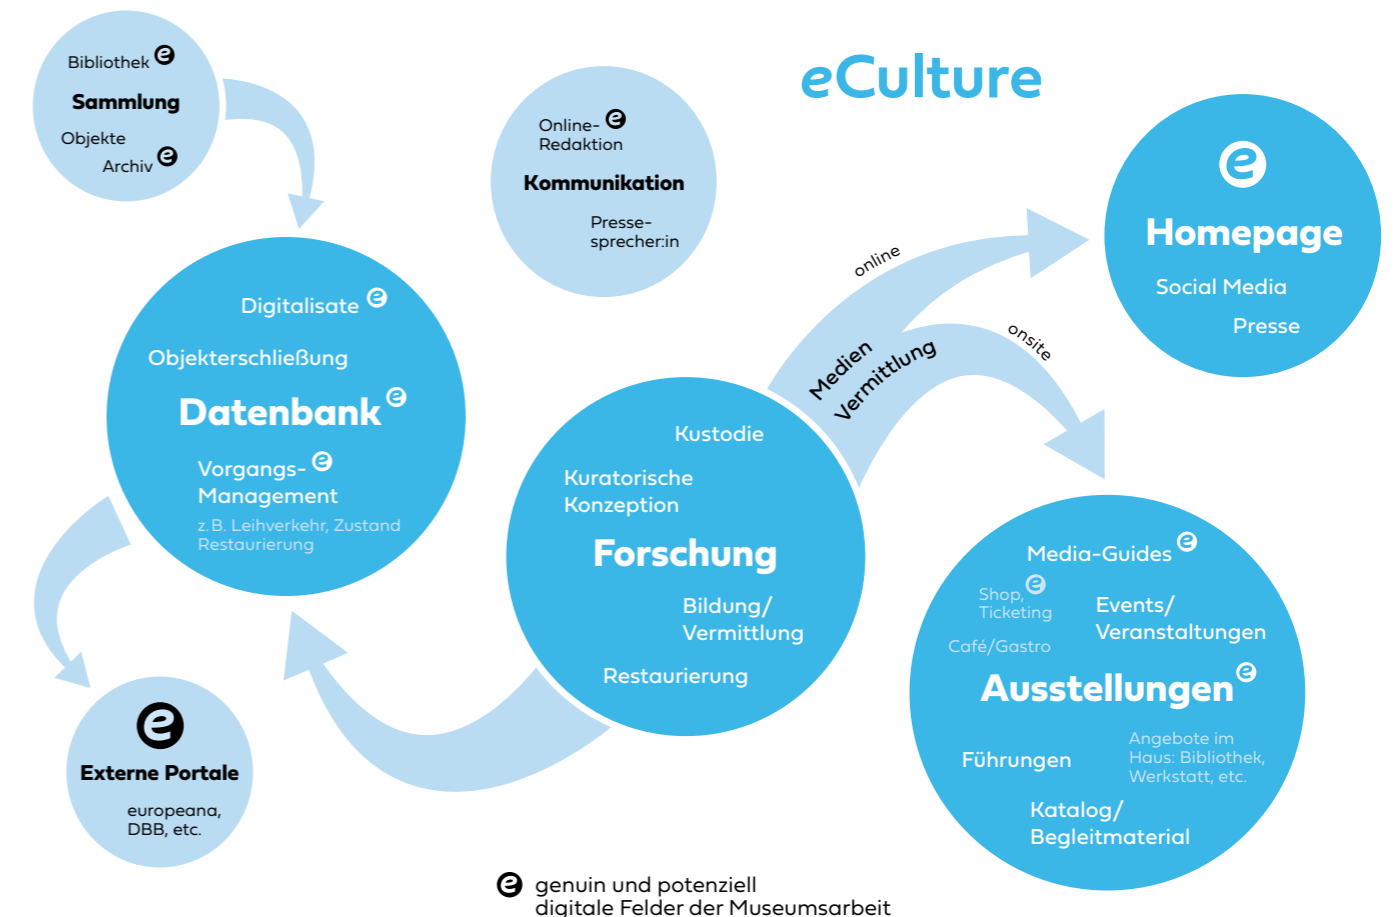 eCulture
Bibliothek e
Sammlung
Objekte
Archiv e
Online- e
Redaktion
Kommunikation
Presse-
sprecher:in
e
Homepage
Social Media
Presse
Digitalisate e
Objekterschließung
Datenbank e
Vorgangs- e
Management
z.B. Leihverkehr, Zustand
Restaurierung
online
onsite
Medien
Vermittlung
Kustodie
Kuratorische
Konzeption
Forschung
Bildung/
Vermittlung
Restaurierung
Media-Guides e
Shop, e
Ticketing
Events/
Veranstaltungen
Café/Gastro
Ausstellungen e
Führungen
Angebote im
Haus: Bibliothek,
Werkstatt, etc.
Katalog/
Begleitmaterial
e
Externe Portale
europeana,
DBB, etc.
e genuin und potenziell
digitale Felder der Museumsarbeit